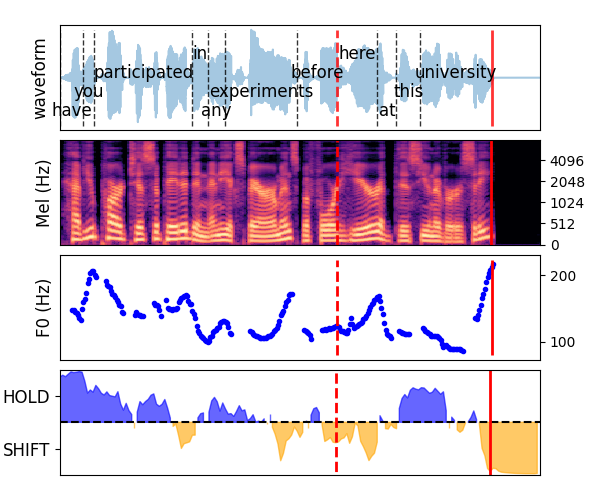 waveform
have
you
participated
in
any
experiments
before
here
at
this
university
Mel (Hz)
4096
2048
1024
512
0
F0 (Hz)
200
100
HOLD
SHIFT